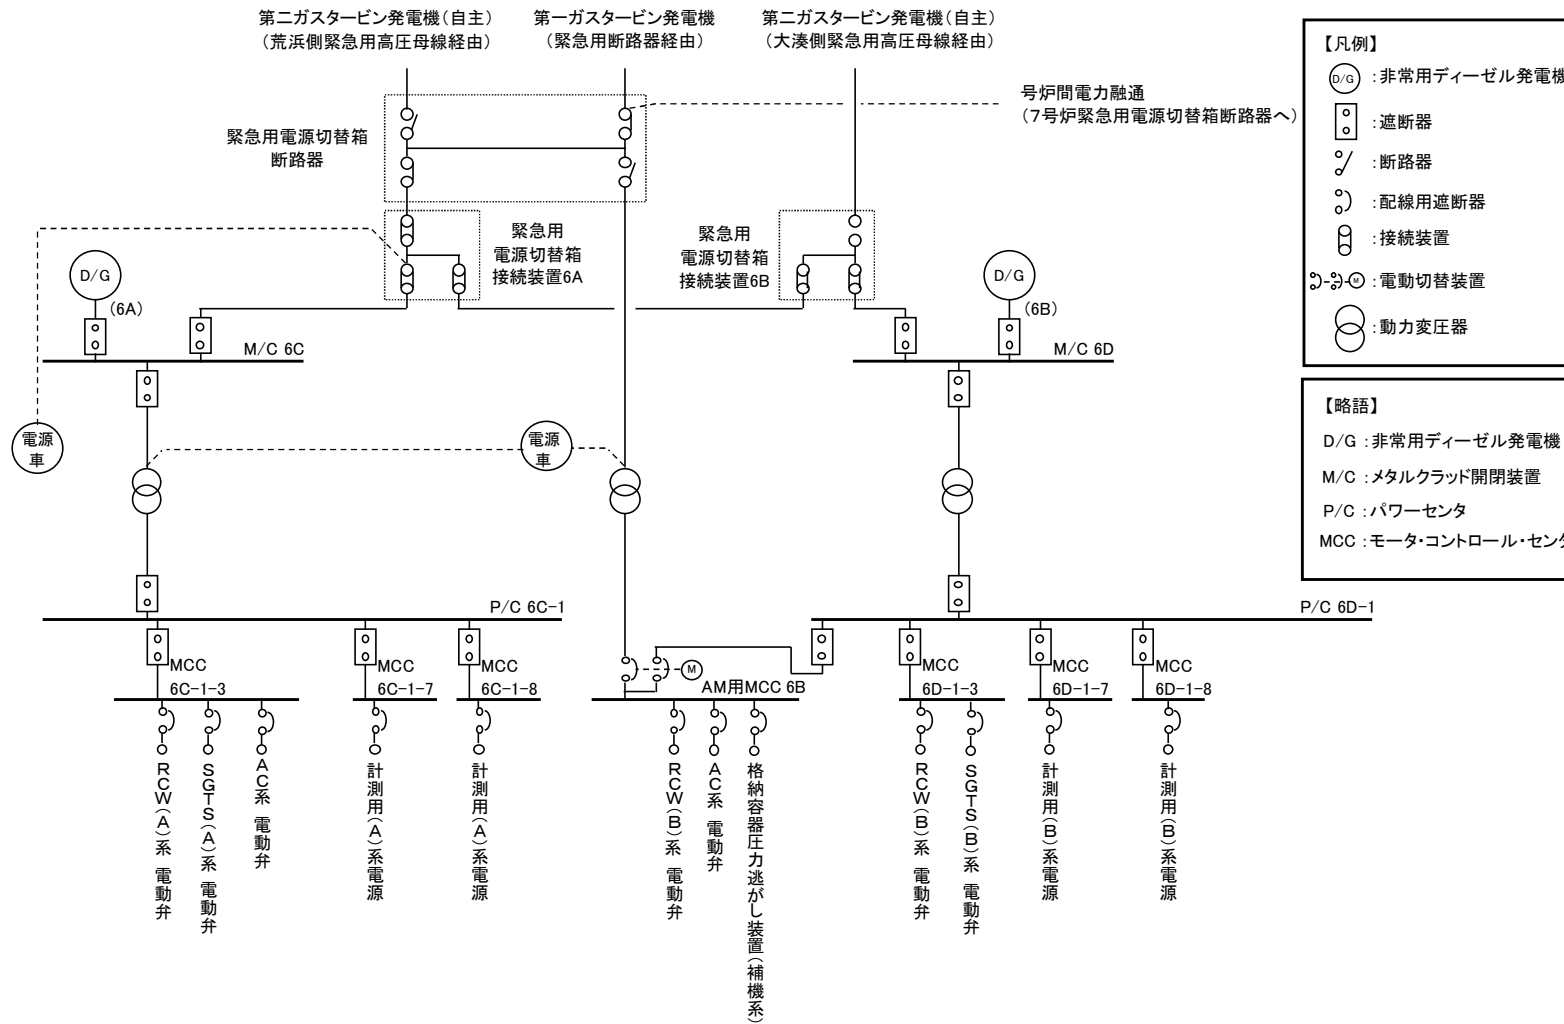 第二ガスタービン発電機(自主)
(荒浜側緊急用高圧母線経由)
第一ガスタービン発電機
(緊急用断路器経由)
第二ガスタービン発電機(自主)
(大湊側緊急用高圧母線経由)
号炉間電力融通
(7号炉緊急用電源切替箱断路器へ)
緊急用電源切替箱
断路器
緊急用
電源切替箱
接続装置6A
緊急用
電源切替箱
接続装置6B
D/G
(6A)
D/G
(6B)
M/C 6C
M/C 6D
電源
車
電源
車
P/C 6C-1
P/C 6D-1
MCC
6C-1-3
MCC
6C-1-7
MCC
6C-1-8
M
AM用MCC 6B
MCC
6D-1-3
MCC
6D-1-7
MCC
6D-1-8
RCW(A)系 電動弁
SGTS(A)系 電動弁
AC系 電動弁
計測用(A)系電源
計測用(A)系電源
RCW(B)系 電動弁
AC系 電動弁
格納容器圧力逃がし装置(補機系)
RCW(B)系 電動弁
SGTS(B)系 電動弁
計測用(B)系電源
計測用(B)系電源
【凡例】
D/G :非常用ディーゼル発電機
:遮断器
:断路器
:配線用遮断器
:接続装置
M :電動切替装置
:動力変圧器
【略語】
D/G :非常用ディーゼル発電機
M/C :メタルクラッド開閉装置
P/C :パワーセンタ
MCC :モータ・コントロール・センタ